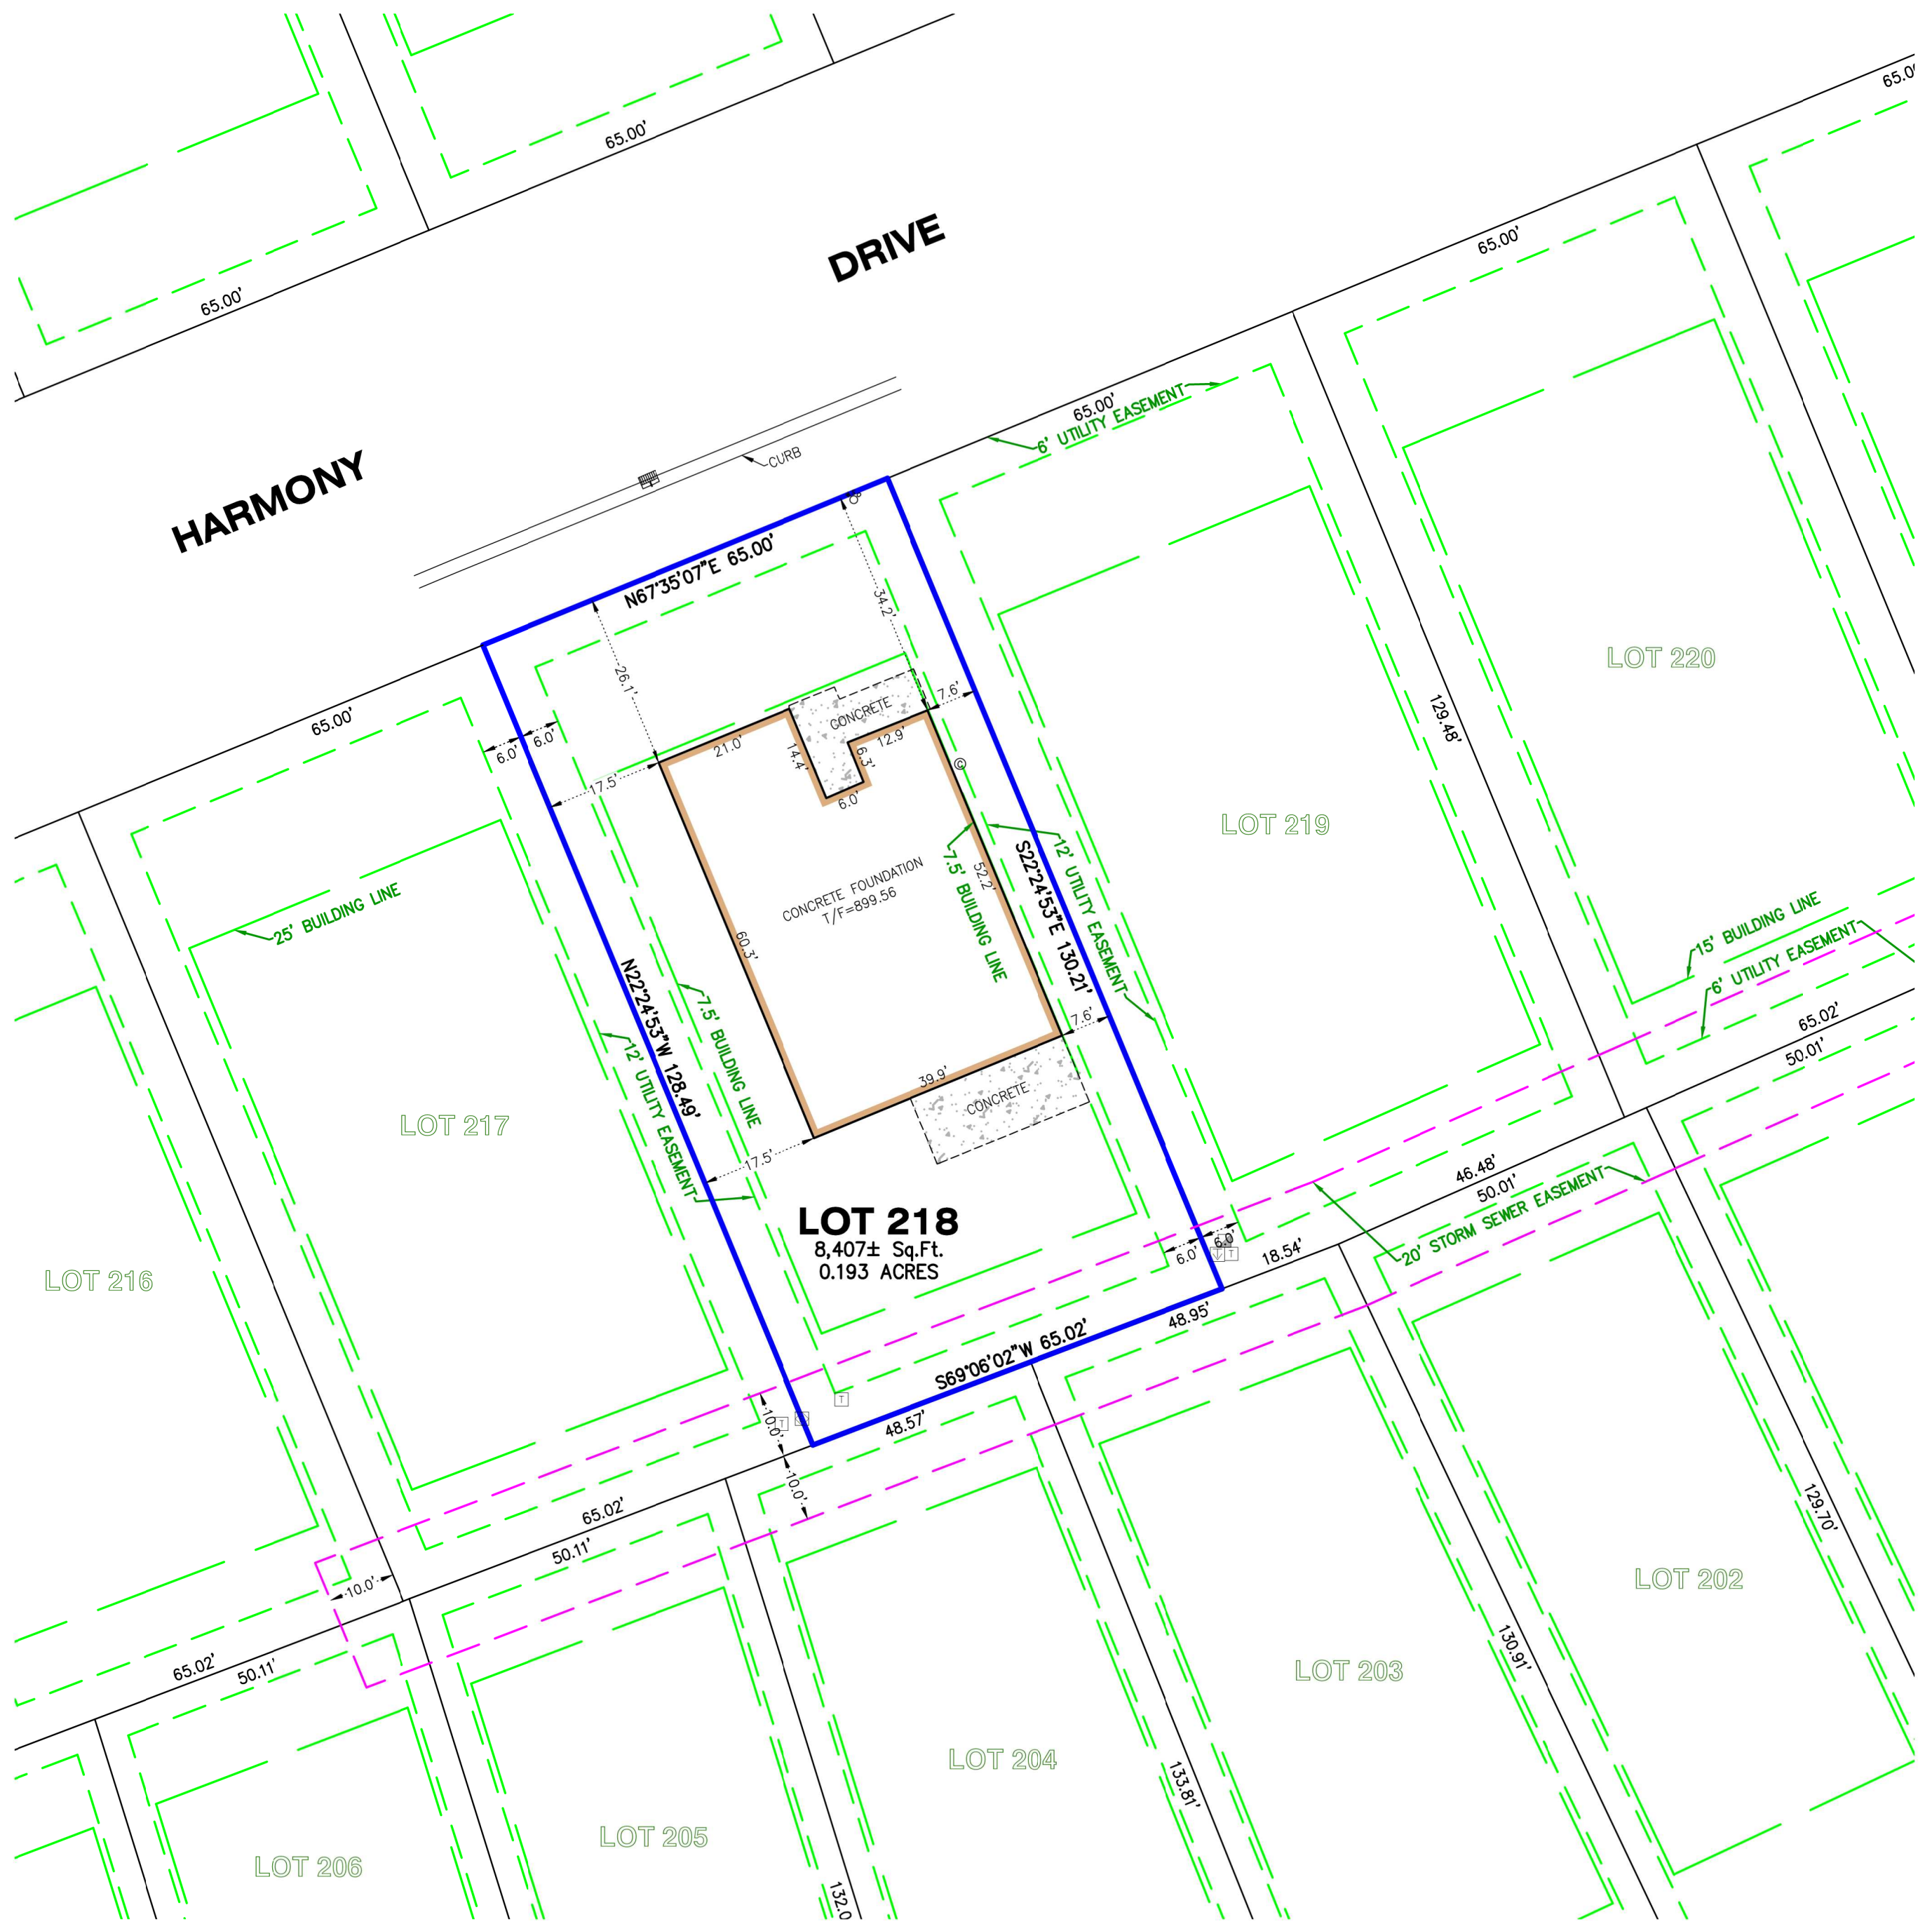 65.00'
65.00'
65.00'
DRIVE
65.00'
HARMONY
CURB
65.00'
6' UTILITY EASEMENT
N67°35'07"E 65.00'
34.2'
26.1'
7.6'
CONCRETE
65.00'
6.0'
6.0'
21.0'
12.9'
14.4'
6.3'
6.0'
17.5'
C
LOT 220
129.48'
LOT 219
25' BUILDING LINE
CONCRETE FOUNDATION
T/F=899.56
52.2'
7.5' BUILDING LINE
S22°24'53"E 130.21'
12' UTILITY EASEMENT
60.3'
15' BUILDING LINE
6' UTILITY EASEMENT
N22°24'53"W 128.49'
7.5' BUILDING LINE
12' UTILITY EASEMENT
7.6'
39.9'
CONCRETE
65.02'
50.01'
LOT 217
17.5'
LOT 218
8,407± Sq.Ft.
0.193 ACRES
46.48'
50.01'
20' STORM SEWER EASEMENT
6.0'
6.0'
T
18.54'
LOT 216
48.95'
S69°06'02"W 65.02'
T
T
10.0'
48.57'
10.0'
65.02'
50.11'
10.0'
65.02'
50.11'
129.70'
LOT 202
130.91'
LOT 203
LOT 204
133.81'
LOT 205
LOT 206
132.0